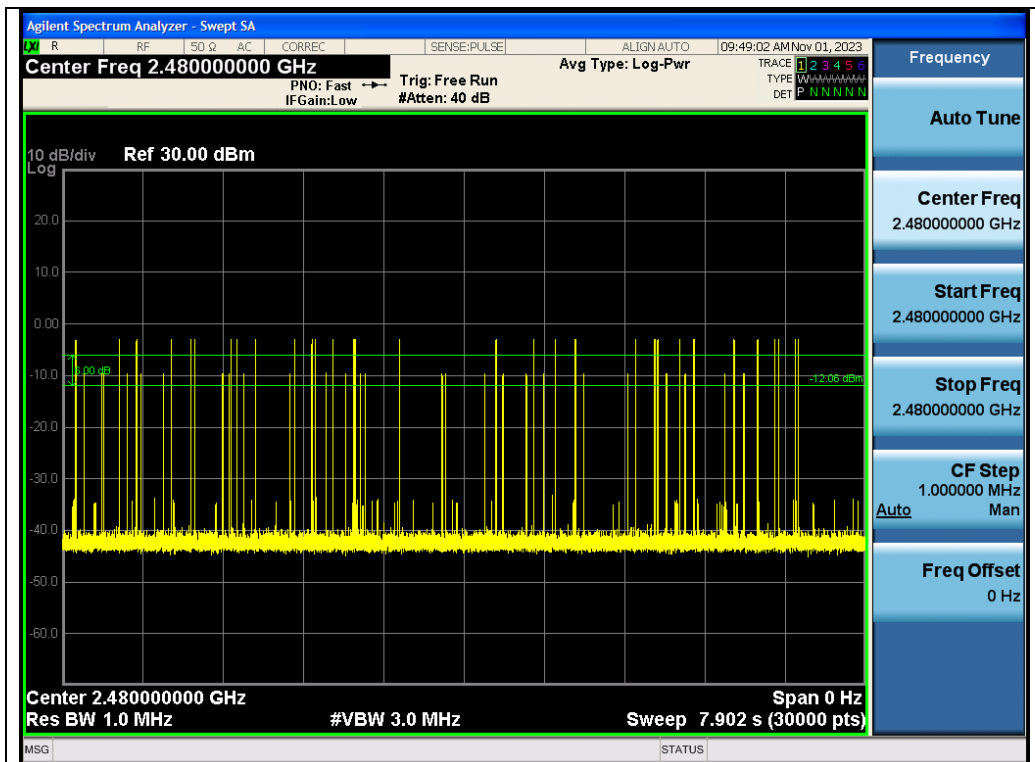 Agilent Spectrum Analyzer - Swept SA
LXI R RF 50 Ω AC CORREC SENSE:PULSE ALIGN AUTO 09:49:02 AM Nov 01, 2023
Center Freq 2.480000000 GHz
PNO: Fast
IFGain:Low
Trig: Free Run
#Atten: 40 dB
Avg Type: Log-Pwr
TRACE 1 2 3 4 5 6
TYPE
DET P N N N N N
10 dB/div Ref 30.00 dBm
Log
20.0
10.0
0.00
-10.0
-20.0
-30.0
-40.0
-50.0
-60.0
-12.06 dBm
Center 2.480000000 GHz Span 0 Hz
Res BW 1.0 MHz #VBW 3.0 MHz Sweep 7.902 s (30000 pts)
MSG STATUS
Frequency
Auto Tune
Center Freq
2.480000000 GHz
Start Freq
2.480000000 GHz
Stop Freq
2.480000000 GHz
CF Step
1.000000 MHz
Auto Man
Freq Offset
0 Hz